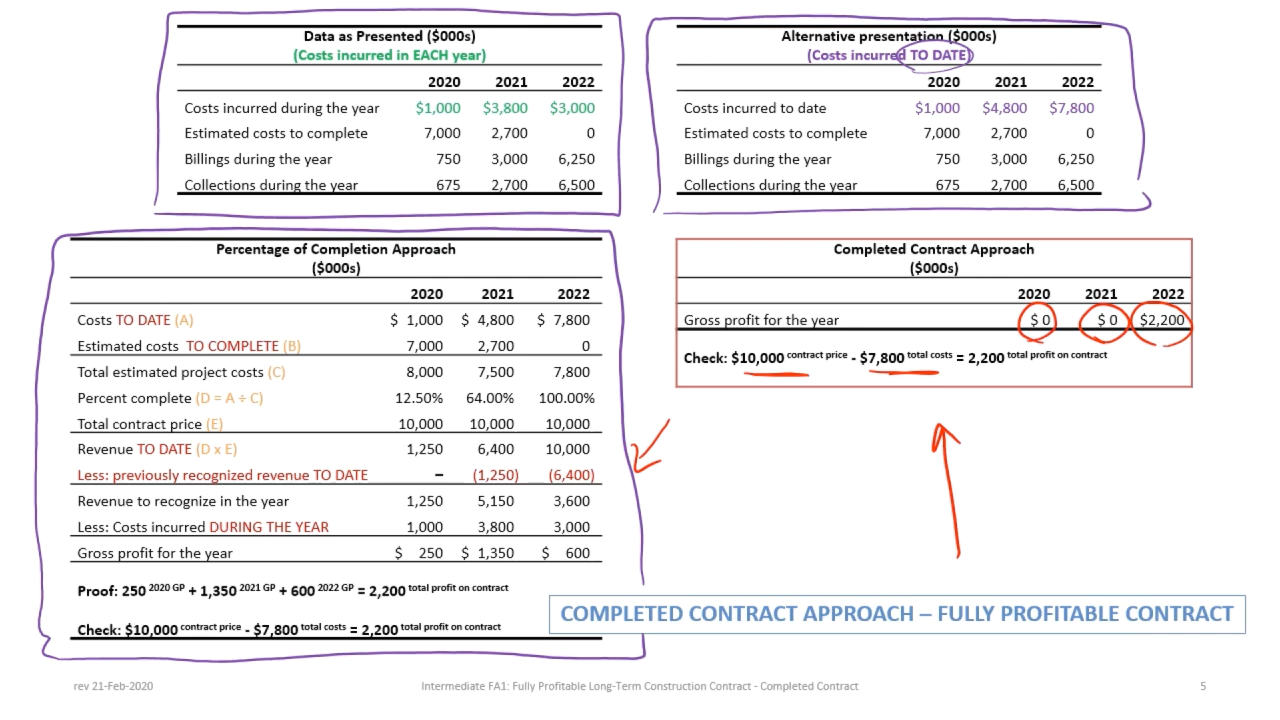 Data as Presented ($000s)
(Costs incurred in EACH year)
2020 2021 2022
Costs incurred during the year $1,000 $3,800 $3,000
Estimated costs to complete 7,000 2,700 0
Billings during the year 750 3,000 6,250
Collections during the year 675 2,700 6,500
Alternative presentation ($000s)
(Costs incurred TO DATE)
2020 2021 2022
Costs incurred to date $1,000 $4,800 $7,800
Estimated costs to complete 7,000 2,700 0
Billings during the year 750 3,000 6,250
Collections during the year 675 2,700 6,500
Percentage of Completion Approach
($000s)
2020 2021 2022
Costs TO DATE (A) $ 1,000 $ 4,800 $ 7,800
Estimated costs TO COMPLETE (B) 7,000 2,700 0
Total estimated project costs (C) 8,000 7,500 7,800
Percent complete (D = A ÷ C) 12.50% 64.00% 100.00%
Total contract price (E) 10,000 10,000 10,000
Revenue TO DATE (D x E) 1,250 6,400 10,000
Less: previously recognized revenue TO DATE – (1,250) (6,400)
Revenue to recognize in the year 1,250 5,150 3,600
Less: Costs incurred DURING THE YEAR 1,000 3,800 3,000
Gross profit for the year $ 250 $ 1,350 $ 600
Proof: 250 2020 GP + 1,350 2021 GP + 600 2022 GP = 2,200 total profit on contract
Check: $10,000 contract price - $7,800 total costs = 2,200 total profit on contract
Completed Contract Approach
($000s)
2020 2021 2022
Gross profit for the year $ 0 $ 0 $2,200
Check: $10,000 contract price - $7,800 total costs = 2,200 total profit on contract
COMPLETED CONTRACT APPROACH – FULLY PROFITABLE CONTRACT
rev 21-Feb-2020
Intermediate FA1: Fully Profitable Long-Term Construction Contract - Completed Contract
5